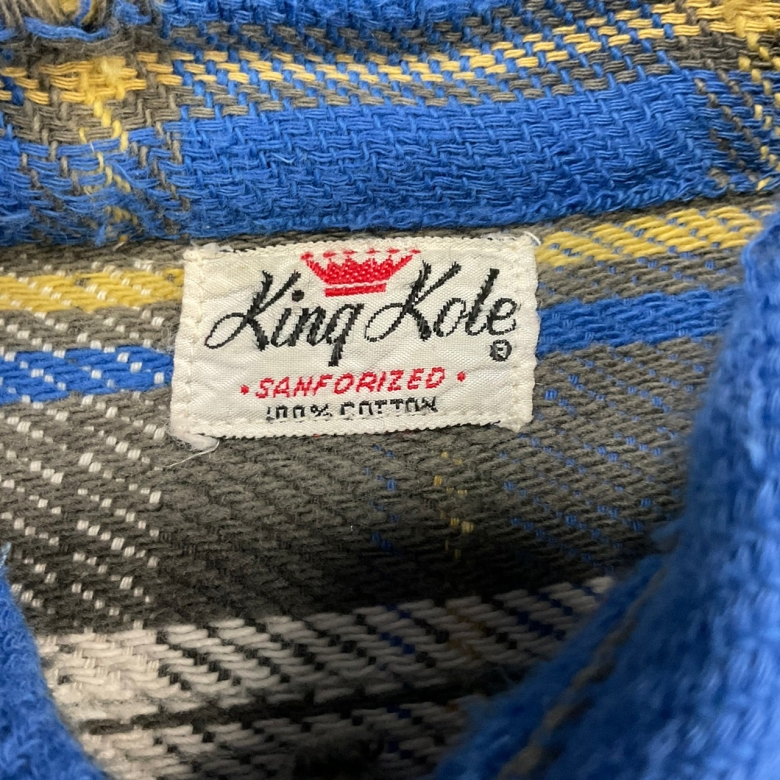 King Kole
®
• SANFORIZED •
100% COTTON